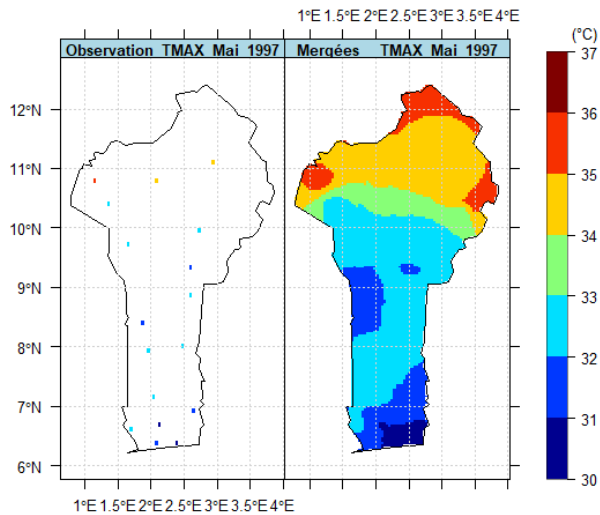 1°E 1.5°E 2°E 2.5°E 3°E 3.5°E 4°E
(°C)
Observation TMAX Mai 1997 Mergées TMAX Mai 1997
37
12°N
36
11°N
35
10°N
34
9°N
33
8°N
32
7°N
31
6°N
30
1°E 1.5°E 2°E 2.5°E 3°E 3.5°E 4°E